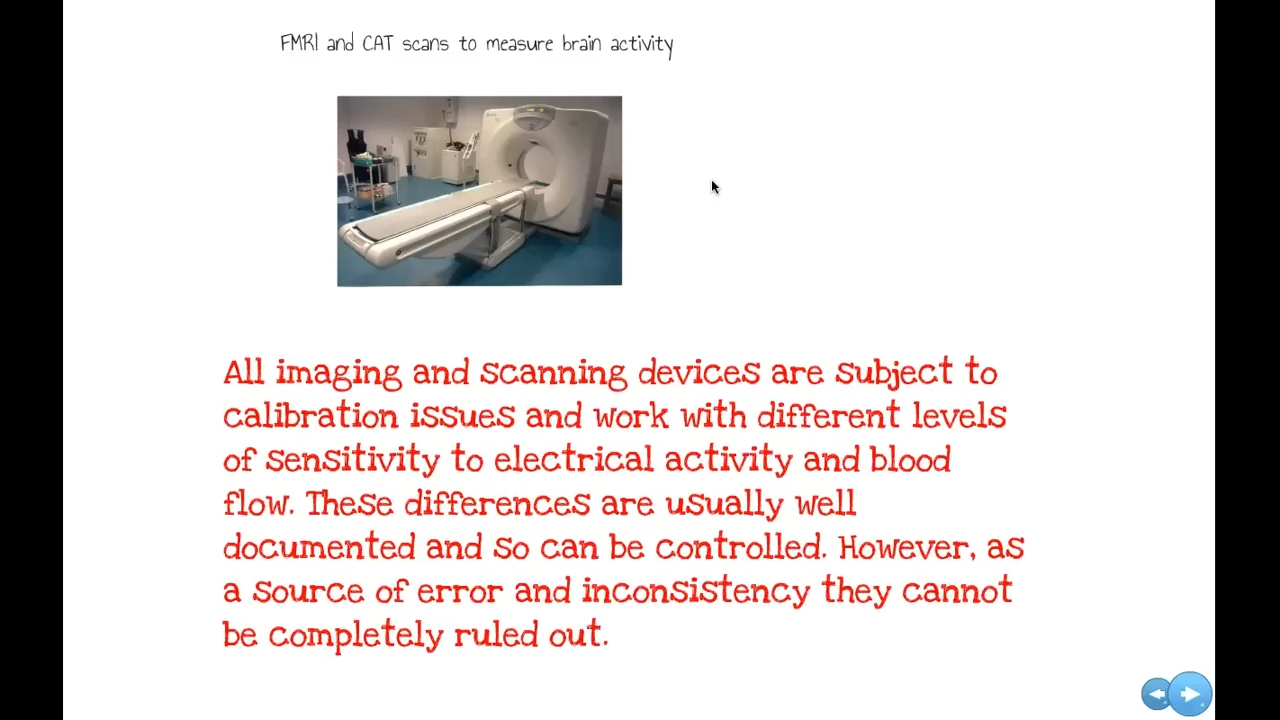 FMRI and CAT scans to measure brain activity
All imaging and scanning devices are subject to
calibration issues and work with different levels
of sensitivity to electrical activity and blood
flow. These differences are usually well
documented and so can be controlled. However, as
a source of error and inconsistency they cannot
be completely ruled out.